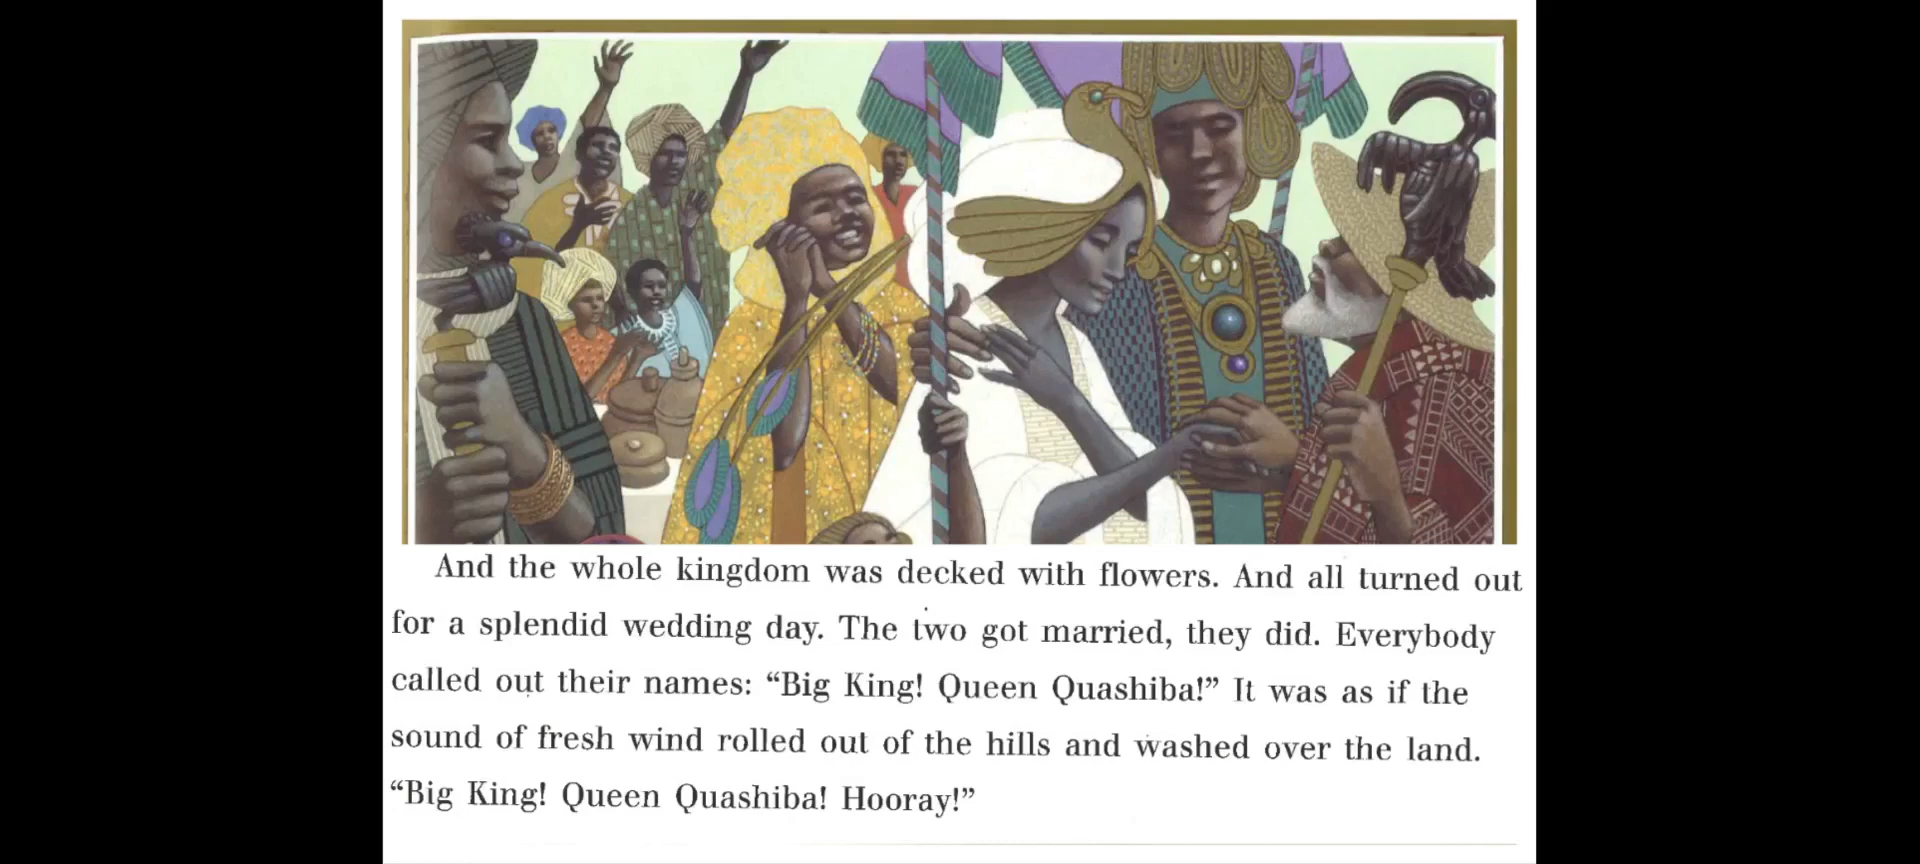 And the whole kingdom was decked with flowers. And all turned out
for a splendid wedding day. The two got married, they did. Everybody
called out their names: “Big King! Queen Quashiba!” It was as if the
sound of fresh wind rolled out of the hills and washed over the land.
“Big King! Queen Quashiba! Hooray!”